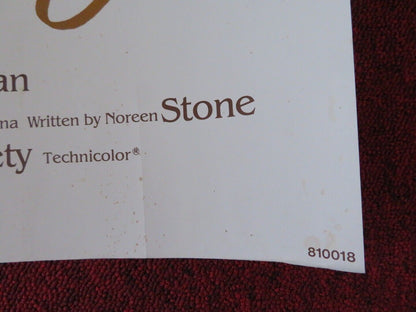 an
na Written by Noreen Stone
ety Technicolor®
810018